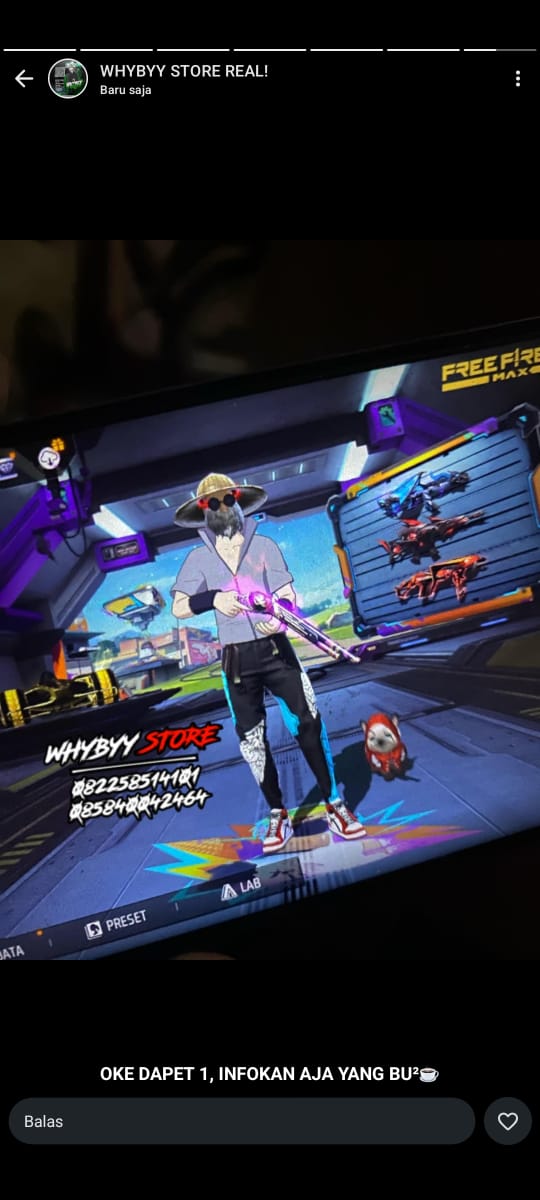 WHYBYY STORE REAL!
Baru saja
FREE FIRE
MAX
WHYBYY STORE
082258514101
085840042464
LAB
PRESET
OKE DAPET 1, INFOKAN AJA YANG BU²☕
Balas